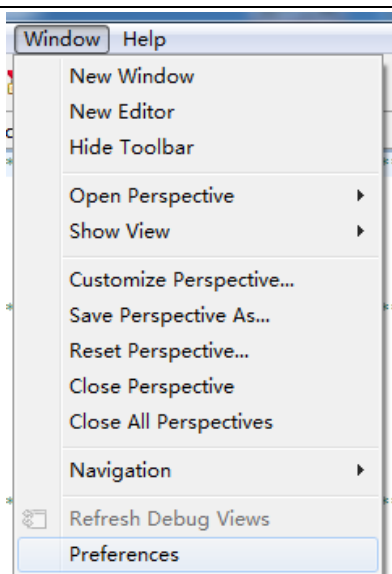 Window Help
New Window
New Editor
Hide Toolbar
Open Perspective
Show View
Customize Perspective...
Save Perspective As...
Reset Perspective...
Close Perspective
Close All Perspectives
Navigation
Refresh Debug Views
Preferences